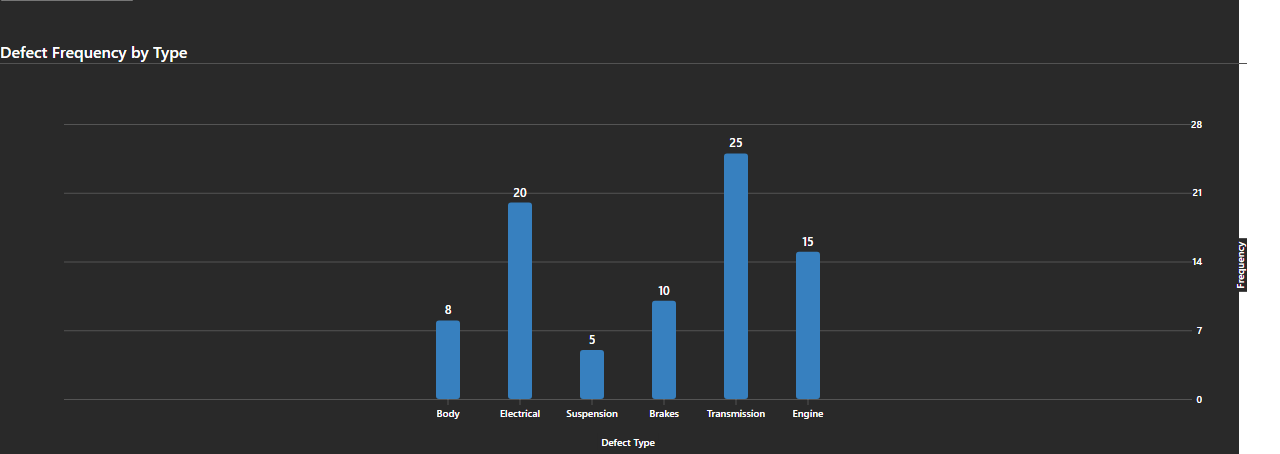 Defect Frequency by Type
28
25
21
20
15
14
Frequency
10
8
7
5
0
Body Electrical Suspension Brakes Transmission Engine
Defect Type